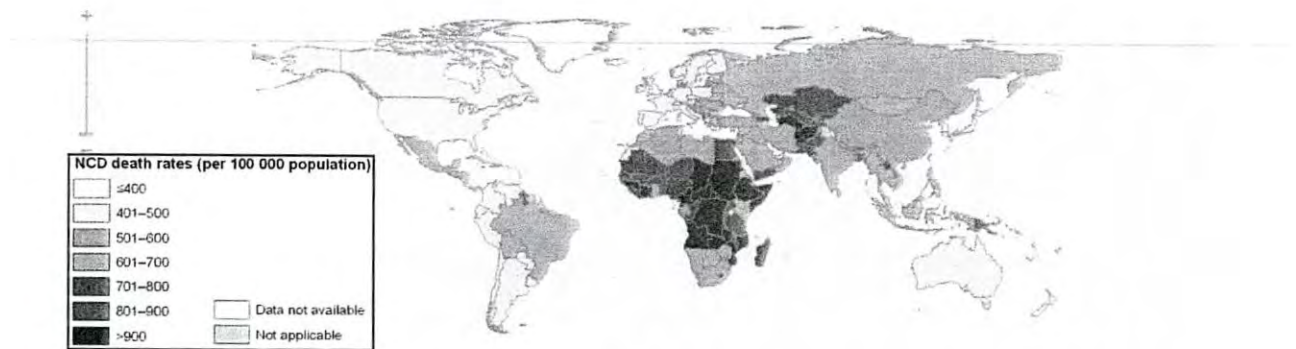 NCD death rates (per 100 000 population)
≤400
401–500
501–600
601–700
701–800
801–900
>900
Data not available
Not applicable